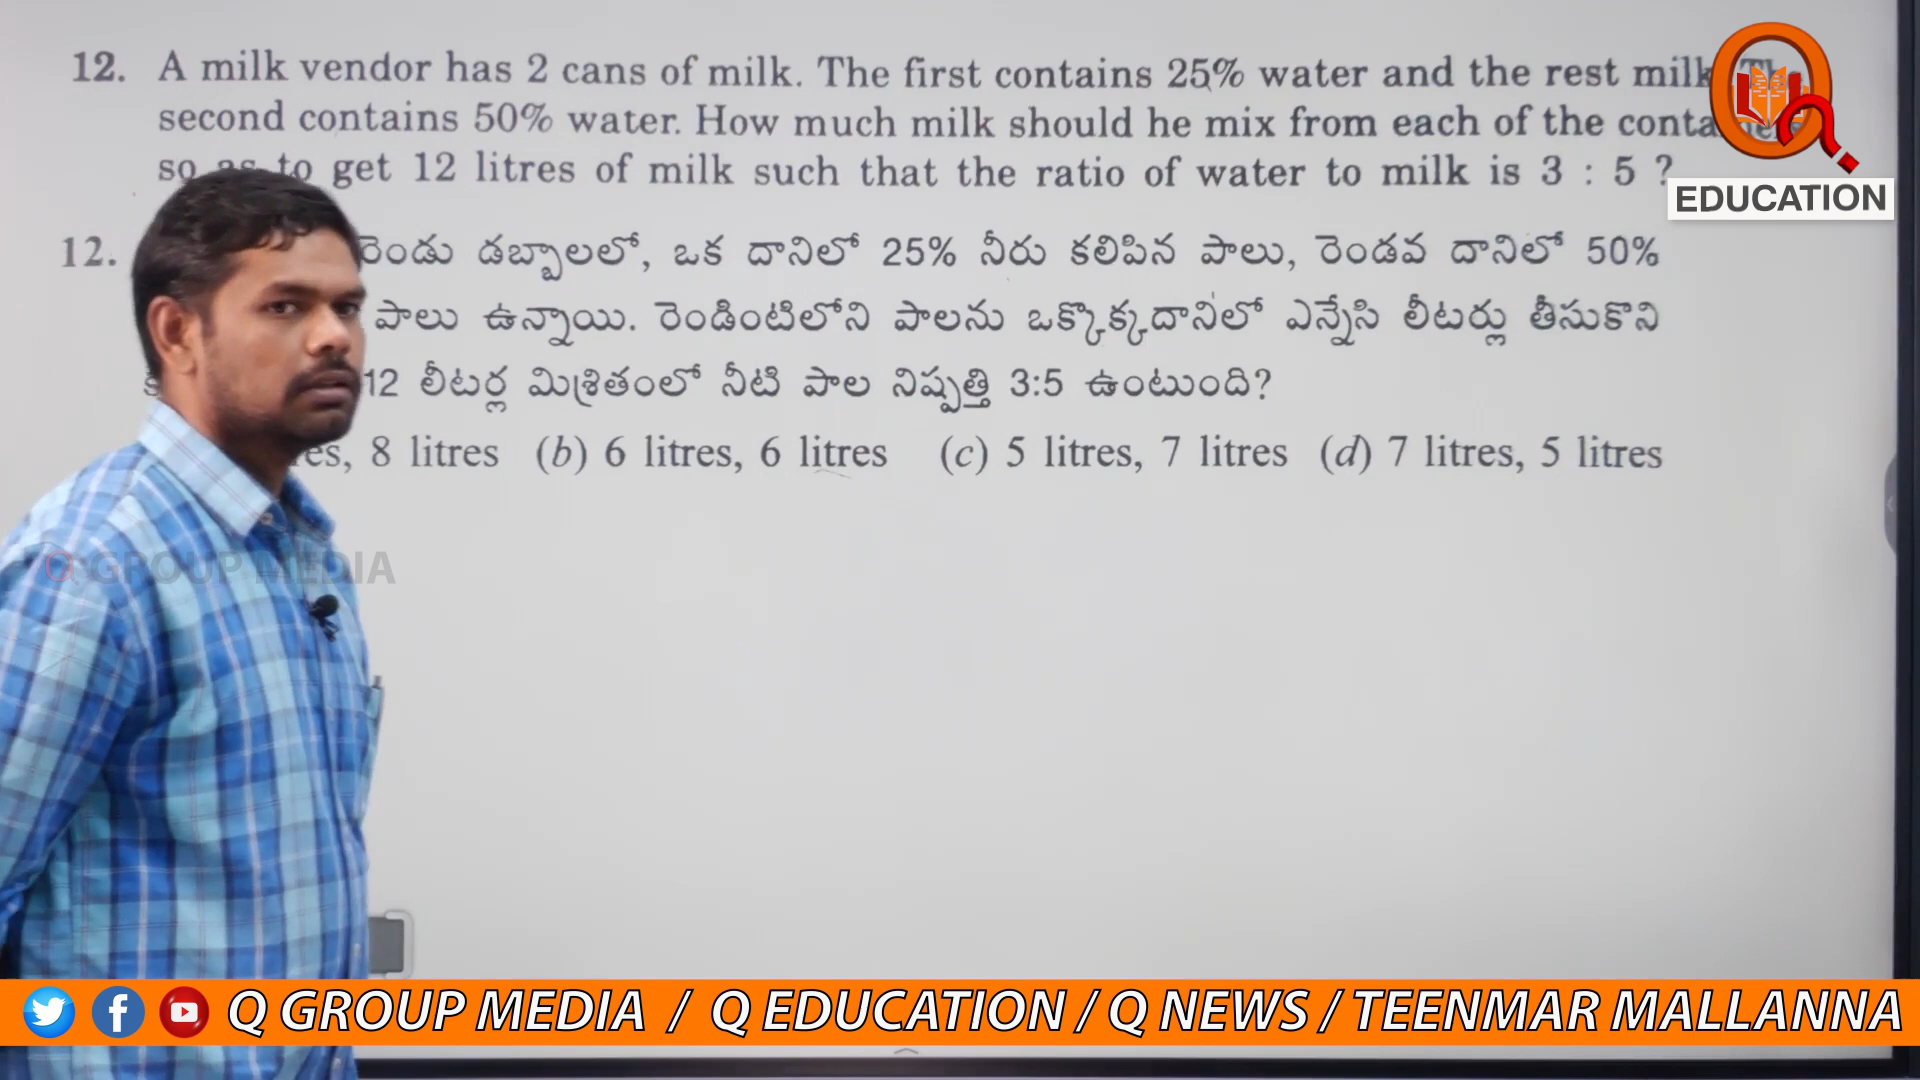 12. A milk vendor has 2 cans of milk. The first contains 25% water and the rest milk.
second contains 50% water. How much milk should he mix from each of the
so as to get 12 litres of milk such that the ratio of water to milk is 3 : 5 ?
EDUCATION
12. రెండు డబ్బాలలో, ఒక దానిలో 25% నీరు కలిపిన పాలు, రెండవ దానిలో 50%
పాలు ఉన్నాయి. రెండింటిలోని పాలను ఒక్కొక్కదానిలో ఎన్నేసి లీటర్లు తీసుకొని
12 లీటర్ల మిశ్రితంలో నీటి పాల నిష్పత్తి 3:5 ఉంటుంది?
8 litres (b) 6 litres, 6 litres (c) 5 litres, 7 litres (d) 7 litres, 5 litres
Q GROUP MEDIA
Q GROUP MEDIA / Q EDUCATION / Q NEWS / TEENMAR MALLANNA